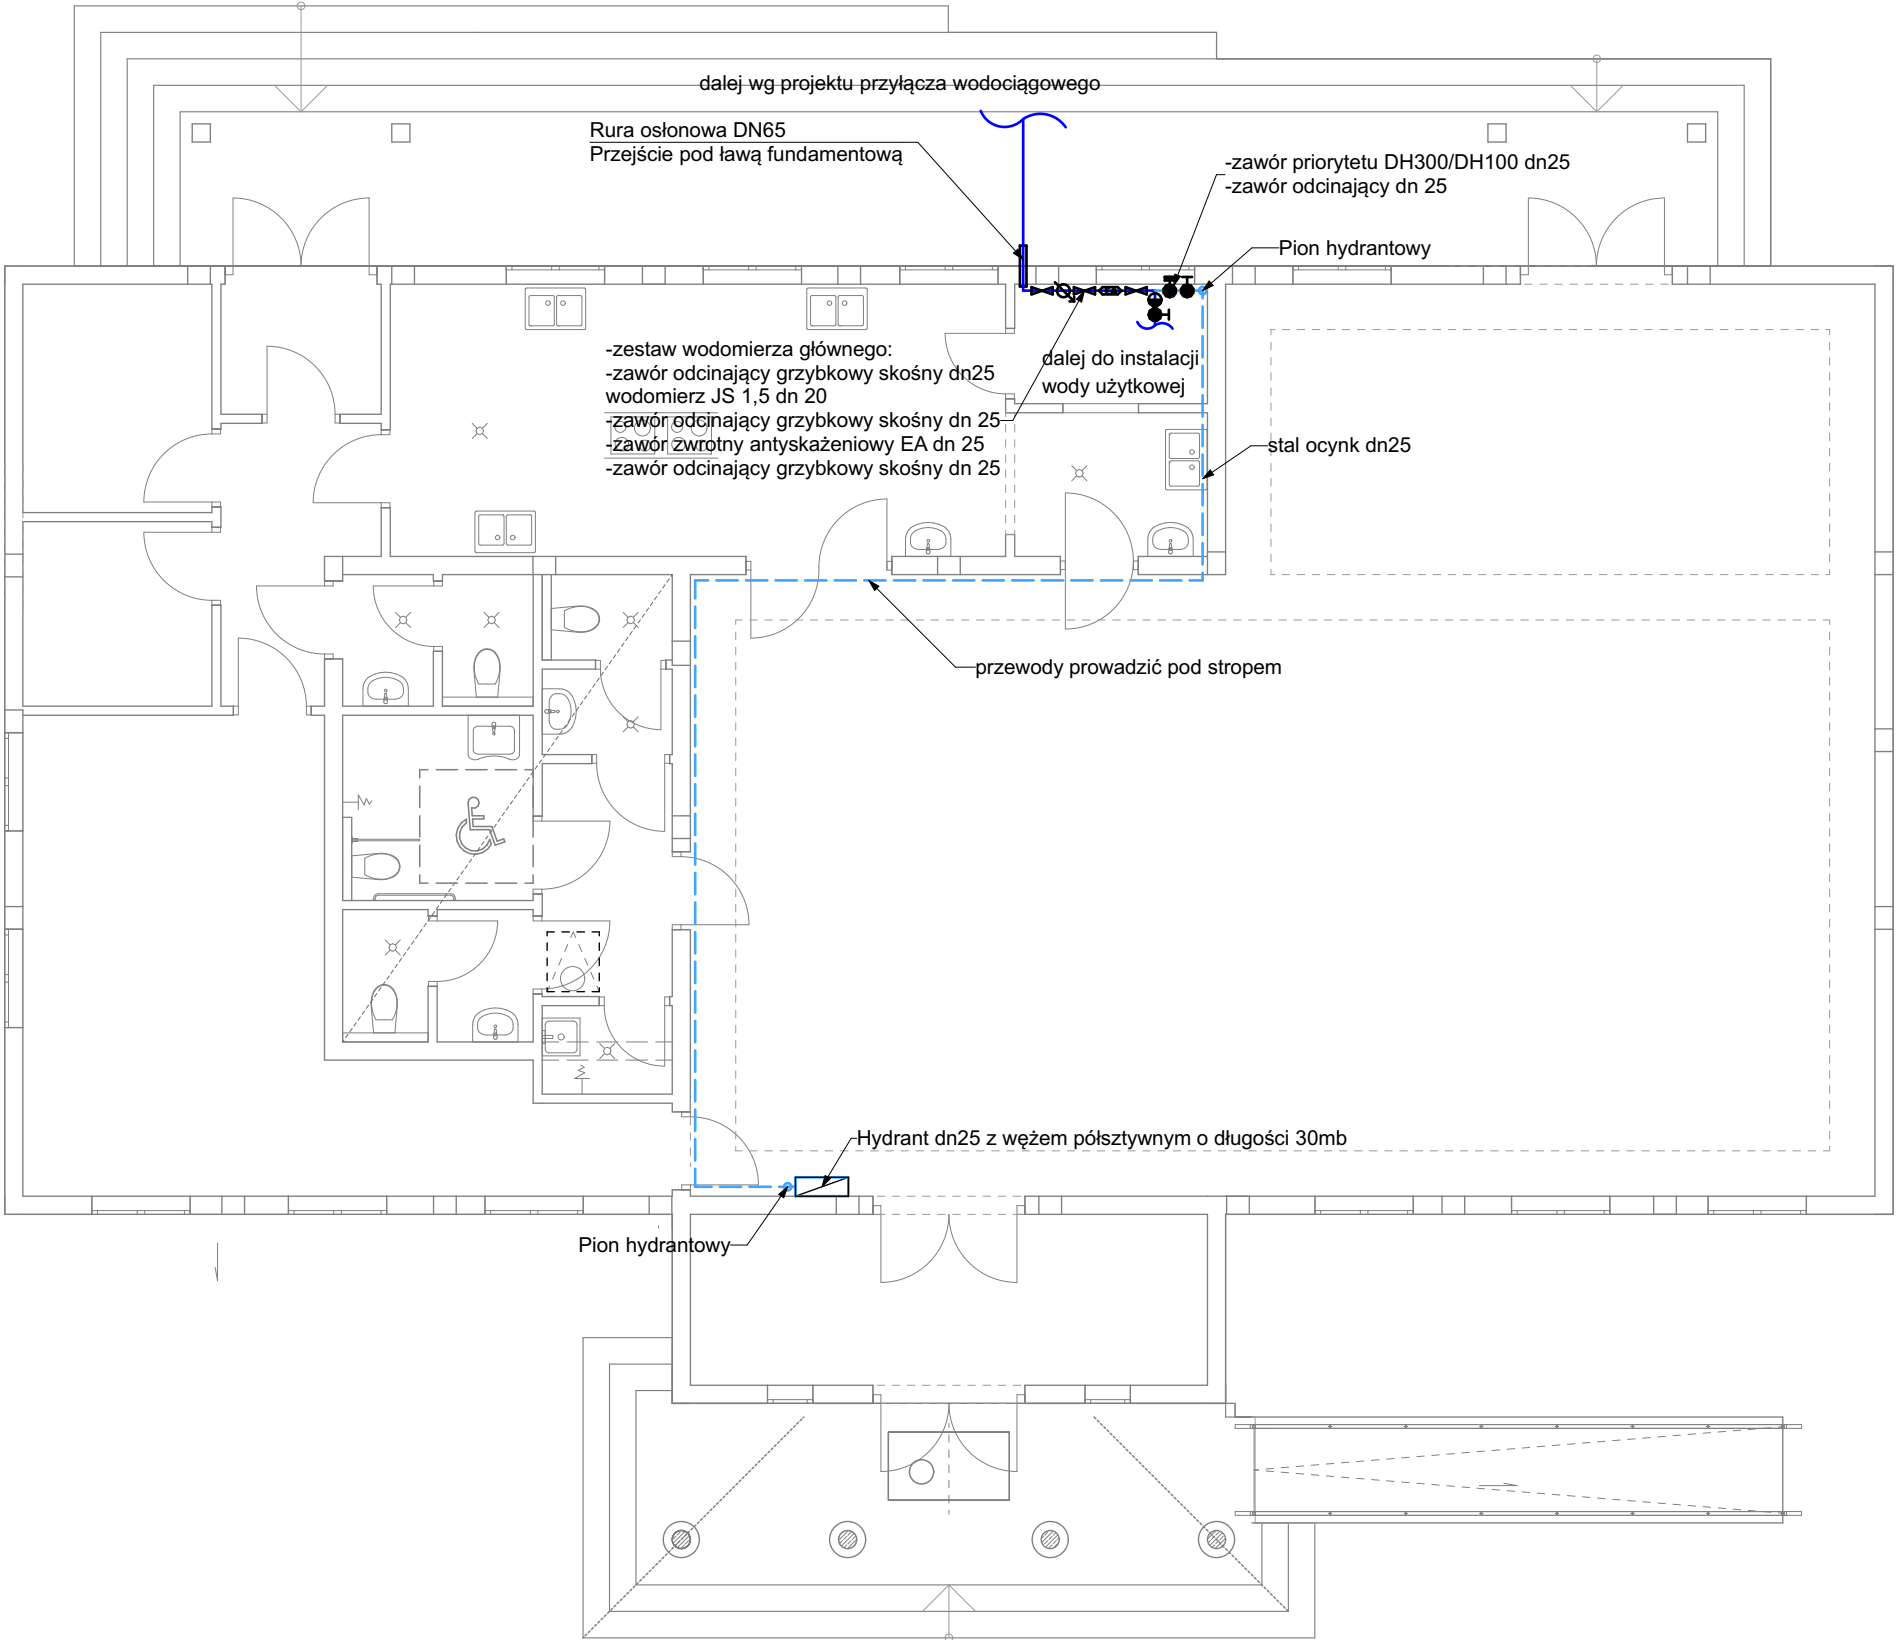 dalej wg projektu przyłącza wodociągowego
Rura osłonowa DN65
Przejście pod ławą fundamentową
-zawór priorytetu DH300/DH100 dn25
-zawór odcinający dn 25
Pion hydrantowy
-zestaw wodomierza głównego:
-zawór odcinający grzybkowy skośny dn25
wodomierz JS 1,5 dn 20
-zawór odcinający grzybkowy skośny dn 25
-zawór zwrotny antyskażeniowy EA dn 25
-zawór odcinający grzybkowy skośny dn 25
dalej do instalacji
wody użytkowej
stal ocynk dn25
przewody prowadzić pod stropem
Hydrant dn25 z wężem półsztywnym o długości 30mb
Pion hydrantowy